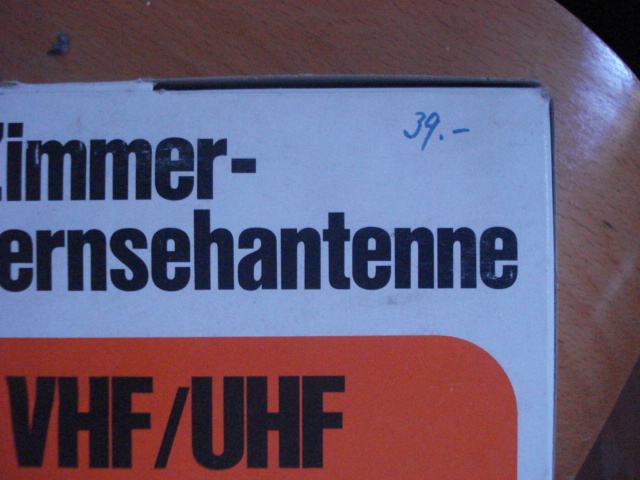 39.-
Zimmer-
ernsehantenne
VHF/UHF